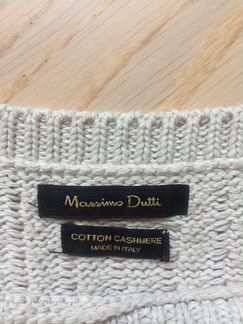 Massimo Dutti
COTTON CASHMERE
MADE IN ITALY